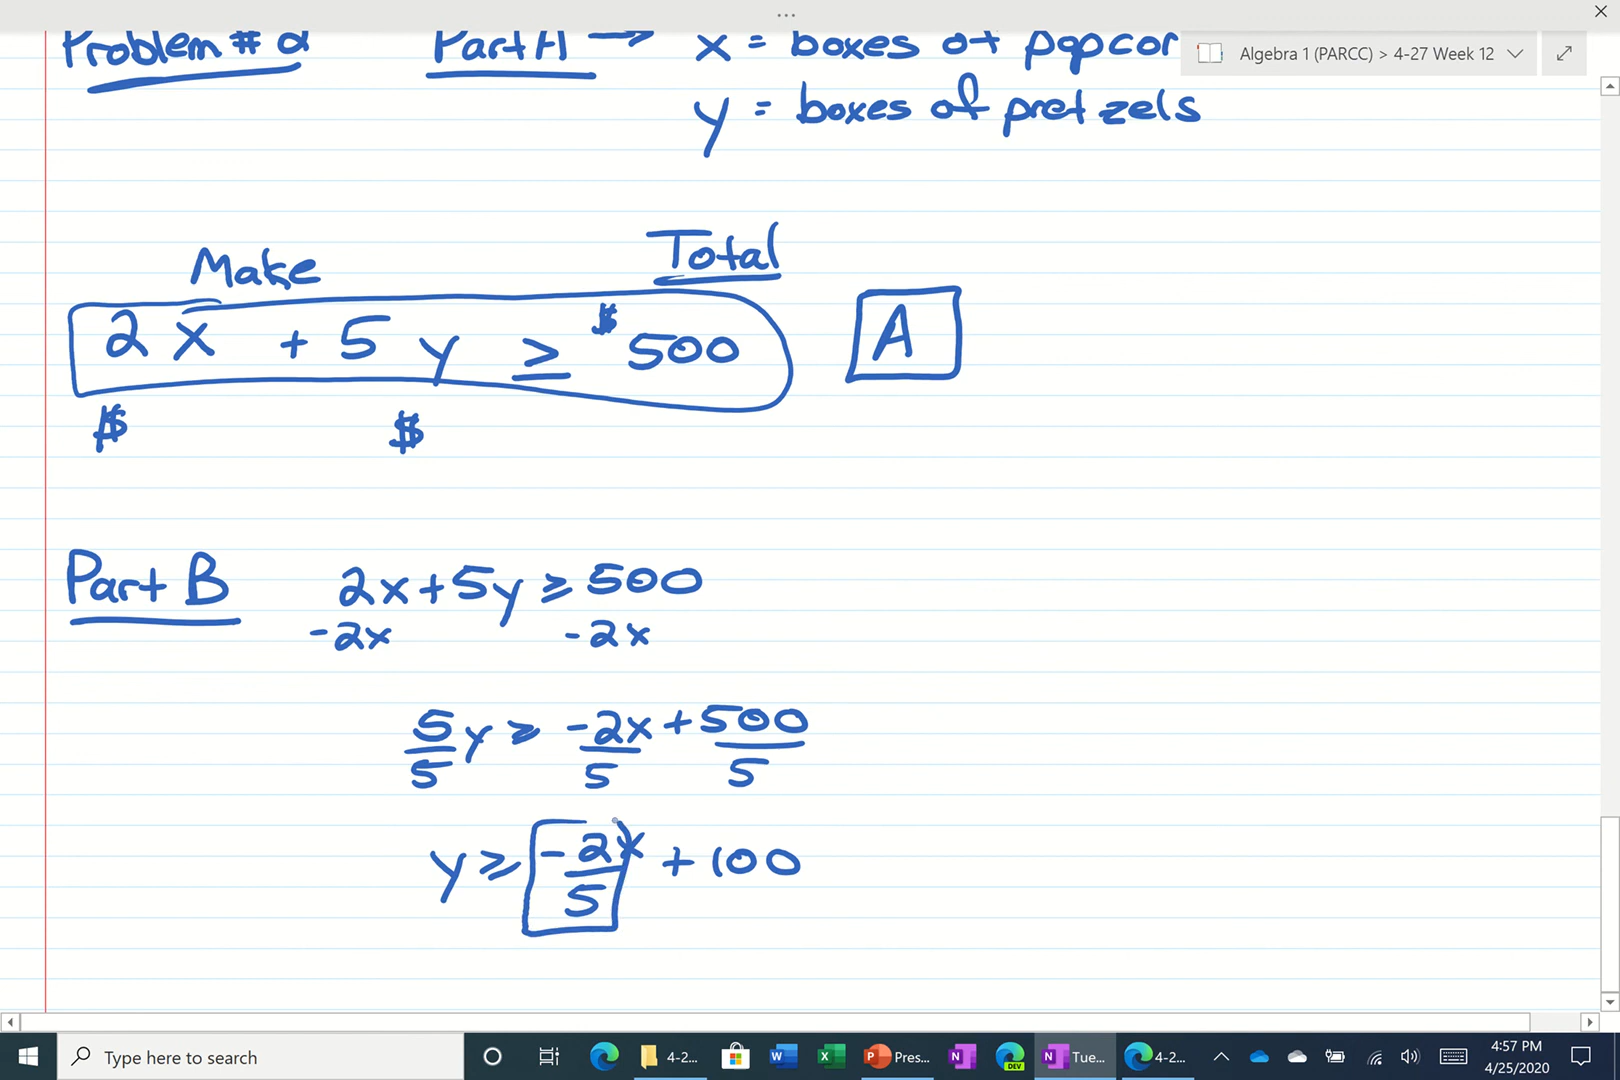 Problem # 2 Part A → x = boxes of popcor
Algebra 1 (PARCC) > 4-27 Week 12
y = boxes of pretzels
Make Total
2x + 5y ≥ $500 A
$ $
Part B 2x+5y ≥ 500
-2x -2x
5y ≥ -2x + 500
5 5 5
y ≥ -2x + 100
5
Type here to search
4-2...
Pres...
DEV
Tue...
4-2...
4:57 PM
4/25/2020